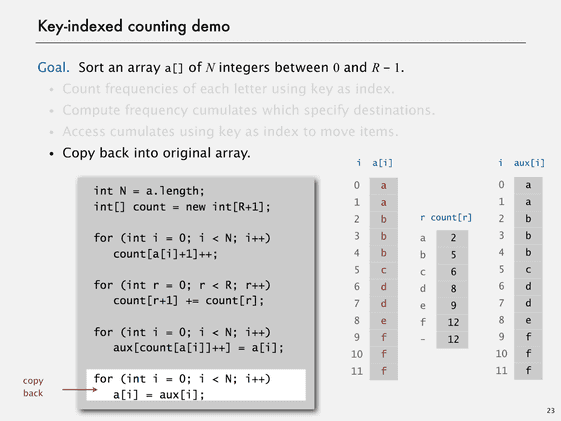 Key-indexed counting demo
Goal. Sort an array a[] of N integers between 0 and R − 1.
• Count frequencies of each letter using key as index.
• Compute frequency cumulates which specify destinations.
• Access cumulates using key as index to move items.
• Copy back into original array.
int N = a.length;
int[] count = new int[R+1];
for (int i = 0; i < N; i++)
count[a[i]+1]++;
for (int r = 0; r < R; r++)
count[r+1] += count[r];
for (int i = 0; i < N; i++)
aux[count[a[i]]++] = a[i];
for (int i = 0; i < N; i++)
a[i] = aux[i];
copy
back
i a[i]
0 a
1 a
2 b
3 b
4 b
5 c
6 d
7 d
8 e
9 f
10 f
11 f
r count[r]
a 2
b 5
c 6
d 8
e 9
f 12
- 12
i aux[i]
0 a
1 a
2 b
3 b
4 b
5 c
6 d
7 d
8 e
9 f
10 f
11 f
23